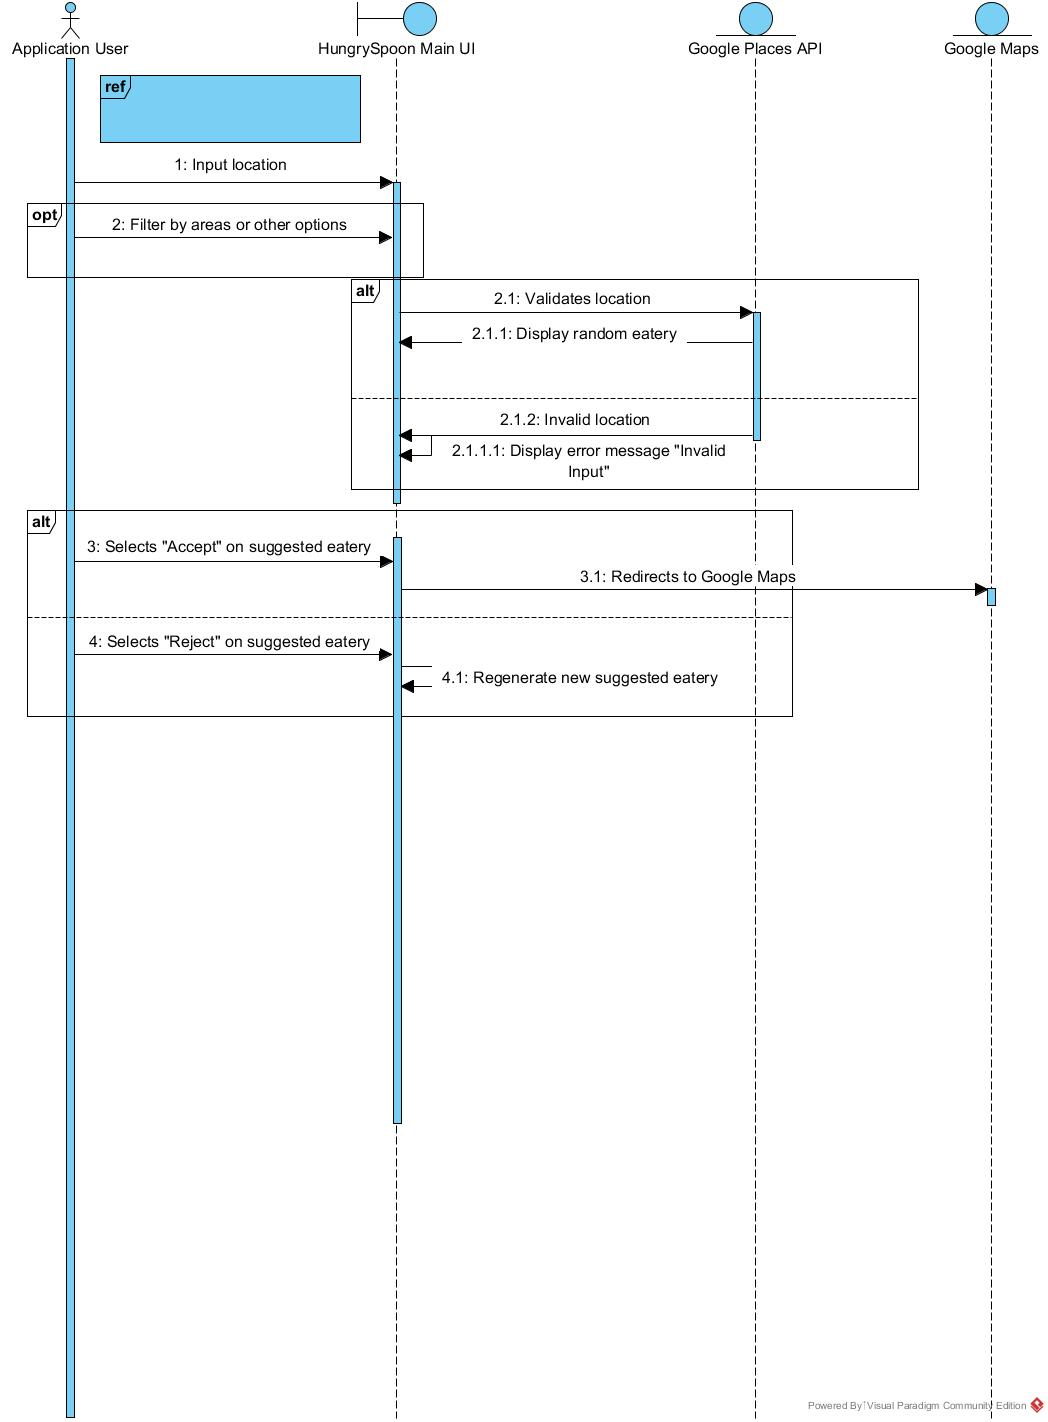 Application User
HungrySpoon Main UI
Google Places API
Google Maps
ref
1: Input location
opt
2: Filter by areas or other options
alt
2.1: Validates location
2.1.1: Display random eatery
2.1.2: Invalid location
2.1.1.1: Display error message "Invalid
Input"
alt
3: Selects "Accept" on suggested eatery
3.1: Redirects to Google Maps
4: Selects "Reject" on suggested eatery
4.1: Regenerate new suggested eatery
Powered By Visual Paradigm Community Edition